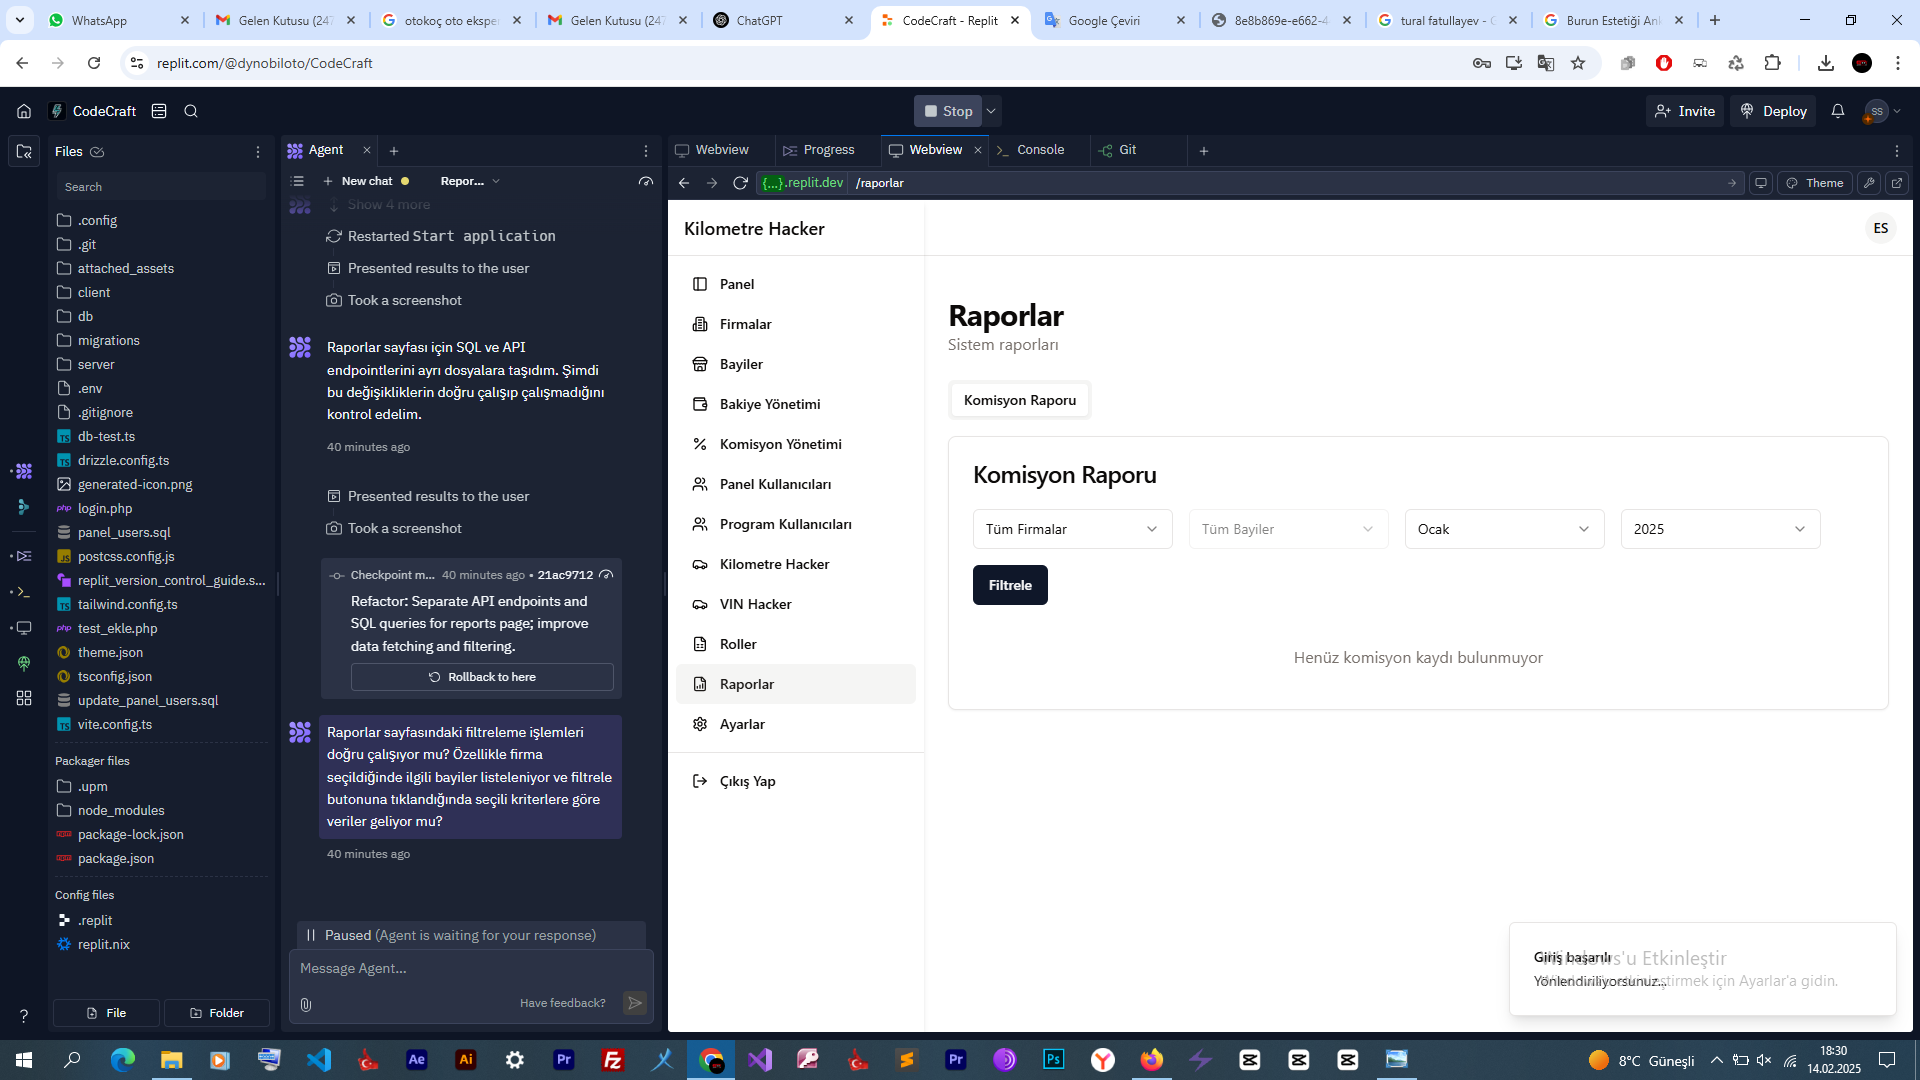 WhatsApp
Gelen Kutusu (247
otokoç oto ekspe
Gelen Kutusu (247
ChatGPT
CodeCraft - Replit
Google Çeviri
8e8b869e-e662-4
tural fatullayev - G
Burun Estetiği Ank
replit.com/@dynobiloto/CodeCraft
CodeCraft
Stop
Invite
Deploy
SS
Files
Search
.config
.git
attached_assets
client
db
migrations
server
.env
.gitignore
db-test.ts
drizzle.config.ts
generated-icon.png
login.php
panel_users.sql
postcss.config.js
replit_version_control_guide.s...
tailwind.config.ts
test_ekle.php
theme.json
tsconfig.json
update_panel_users.sql
vite.config.ts
Packager files
.upm
node_modules
package-lock.json
package.json
Config files
.replit
replit.nix
File
Folder
Agent
New chat
Repor...
Show 4 more
Restarted Start application
Presented results to the user
Took a screenshot
Raporlar sayfası için SQL ve API
endpointlerini ayrı dosyalara taşıdım. Şimdi
bu değişikliklerin doğru çalışıp çalışmadığını
kontrol edelim.
40 minutes ago
Presented results to the user
Took a screenshot
Checkpoint m... 40 minutes ago • 21ac9712
Refactor: Separate API endpoints and
SQL queries for reports page; improve
data fetching and filtering.
Rollback to here
Raporlar sayfasındaki filtreleme işlemleri
doğru çalışıyor mu? Özellikle firma
seçildiğinde ilgili bayiler listeleniyor ve filtrele
butonuna tıklandığında seçili kriterlere göre
veriler geliyor mu?
40 minutes ago
Paused (Agent is waiting for your response)
Message Agent...
Have feedback?
Webview
Progress
Webview
Console
Git
{...}.replit.dev
/raporlar
Theme
Kilometre Hacker
ES
Panel
Firmalar
Bayiler
Bakiye Yönetimi
Komisyon Yönetimi
Panel Kullanıcıları
Program Kullanıcıları
Kilometre Hacker
VIN Hacker
Roller
Raporlar
Ayarlar
Çıkış Yap
Raporlar
Sistem raporları
Komisyon Raporu
Komisyon Raporu
Tüm Firmalar
Tüm Bayiler
Ocak
2025
Filtrele
Henüz komisyon kaydı bulunmuyor
Giriş başarılı
Yönlendiriliyorsunuz...
Windows'u Etkinleştir
Windows'u etkinleştirmek için Ayarlar'a gidin.
8°C Güneşli
18:30
14.02.2025